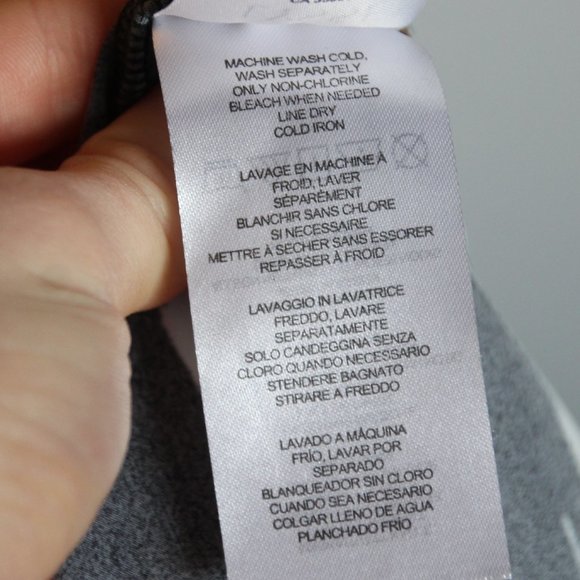 MACHINE WASH COLD,
WASH SEPARATELY
ONLY NON-CHLORINE
BLEACH WHEN NEEDED
LINE DRY
COLD IRON
LAVAGE EN MACHINE À
FROID, LAVER
SÉPARÉMENT
BLANCHIR SANS CHLORE
SI NECESSAIRE
METTRE À SÉCHER SANS ESSORER
REPASSER À FROID
LAVAGGIO IN LAVATRICE
FREDDO, LAVARE
SEPARATAMENTE
SOLO CANDEGGINA SENZA
CLORO QUANDO NECESSARIO
STENDERE BAGNATO
STIRARE A FREDDO
LAVADO A MÁQUINA
FRÍO, LAVAR POR
SEPARADO
BLANQUEADOR SIN CLORO
CUANDO SEA NECESARIO
COLGAR LLENO DE AGUA
PLANCHADO FRÍO